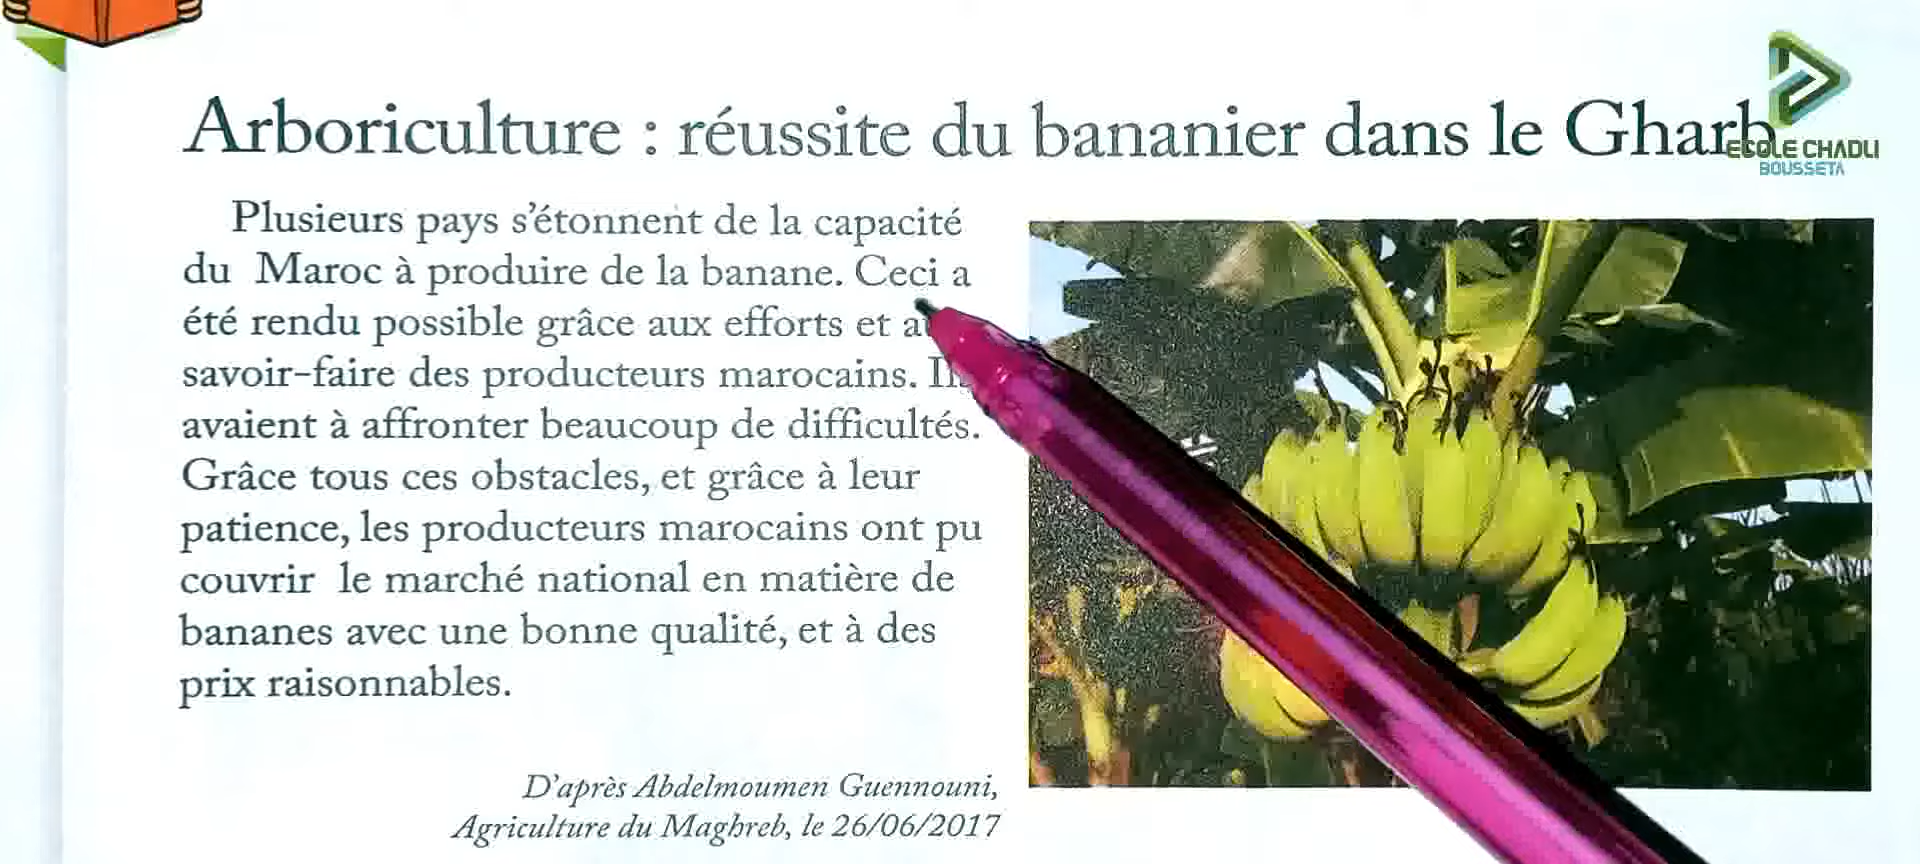 Arboriculture : réussite du bananier dans le Gharb
ECOLE CHADLI
BOUSSETA
Plusieurs pays s'étonnent de la capacité
du Maroc à produire de la banane. Ceci a
été rendu possible grâce aux efforts et
savoir-faire des producteurs marocains.
avaient à affronter beaucoup de difficultés.
Grâce tous ces obstacles, et grâce à leur
patience, les producteurs marocains ont pu
couvrir le marché national en matière de
bananes avec une bonne qualité, et à des
prix raisonnables.
D'après Abdelmoumen Guennouni,
Agriculture du Maghreb, le 26/06/2017